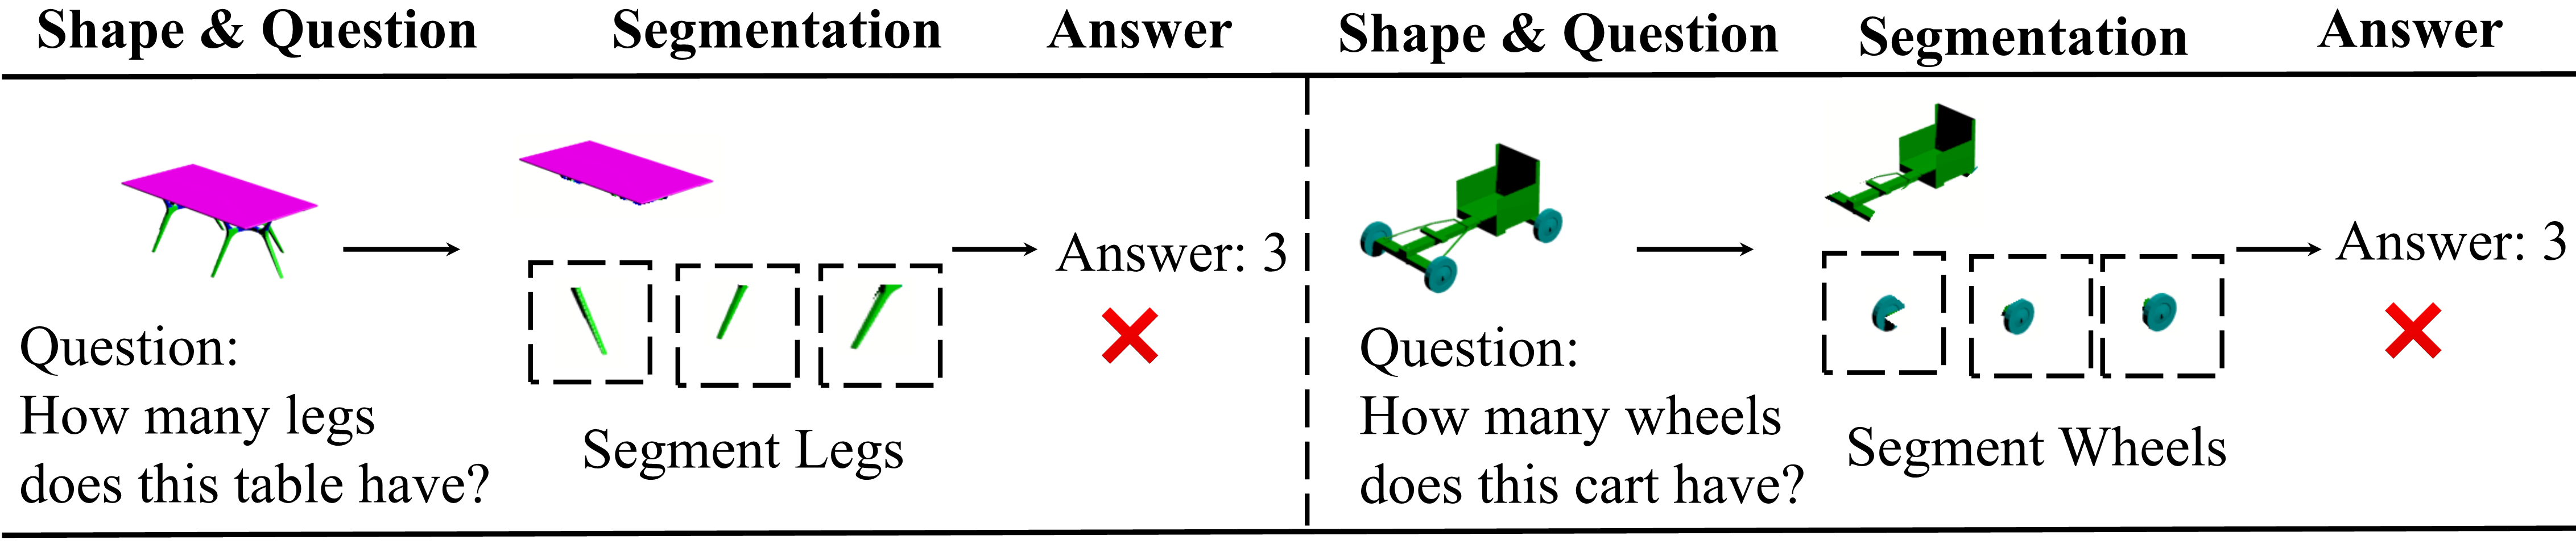 Shape & Question Segmentation Answer Shape & Question Segmentation Answer
Question:
How many legs
does this table have?
Segment Legs
Answer: 3
Question:
How many wheels
does this cart have?
Segment Wheels
Answer: 3